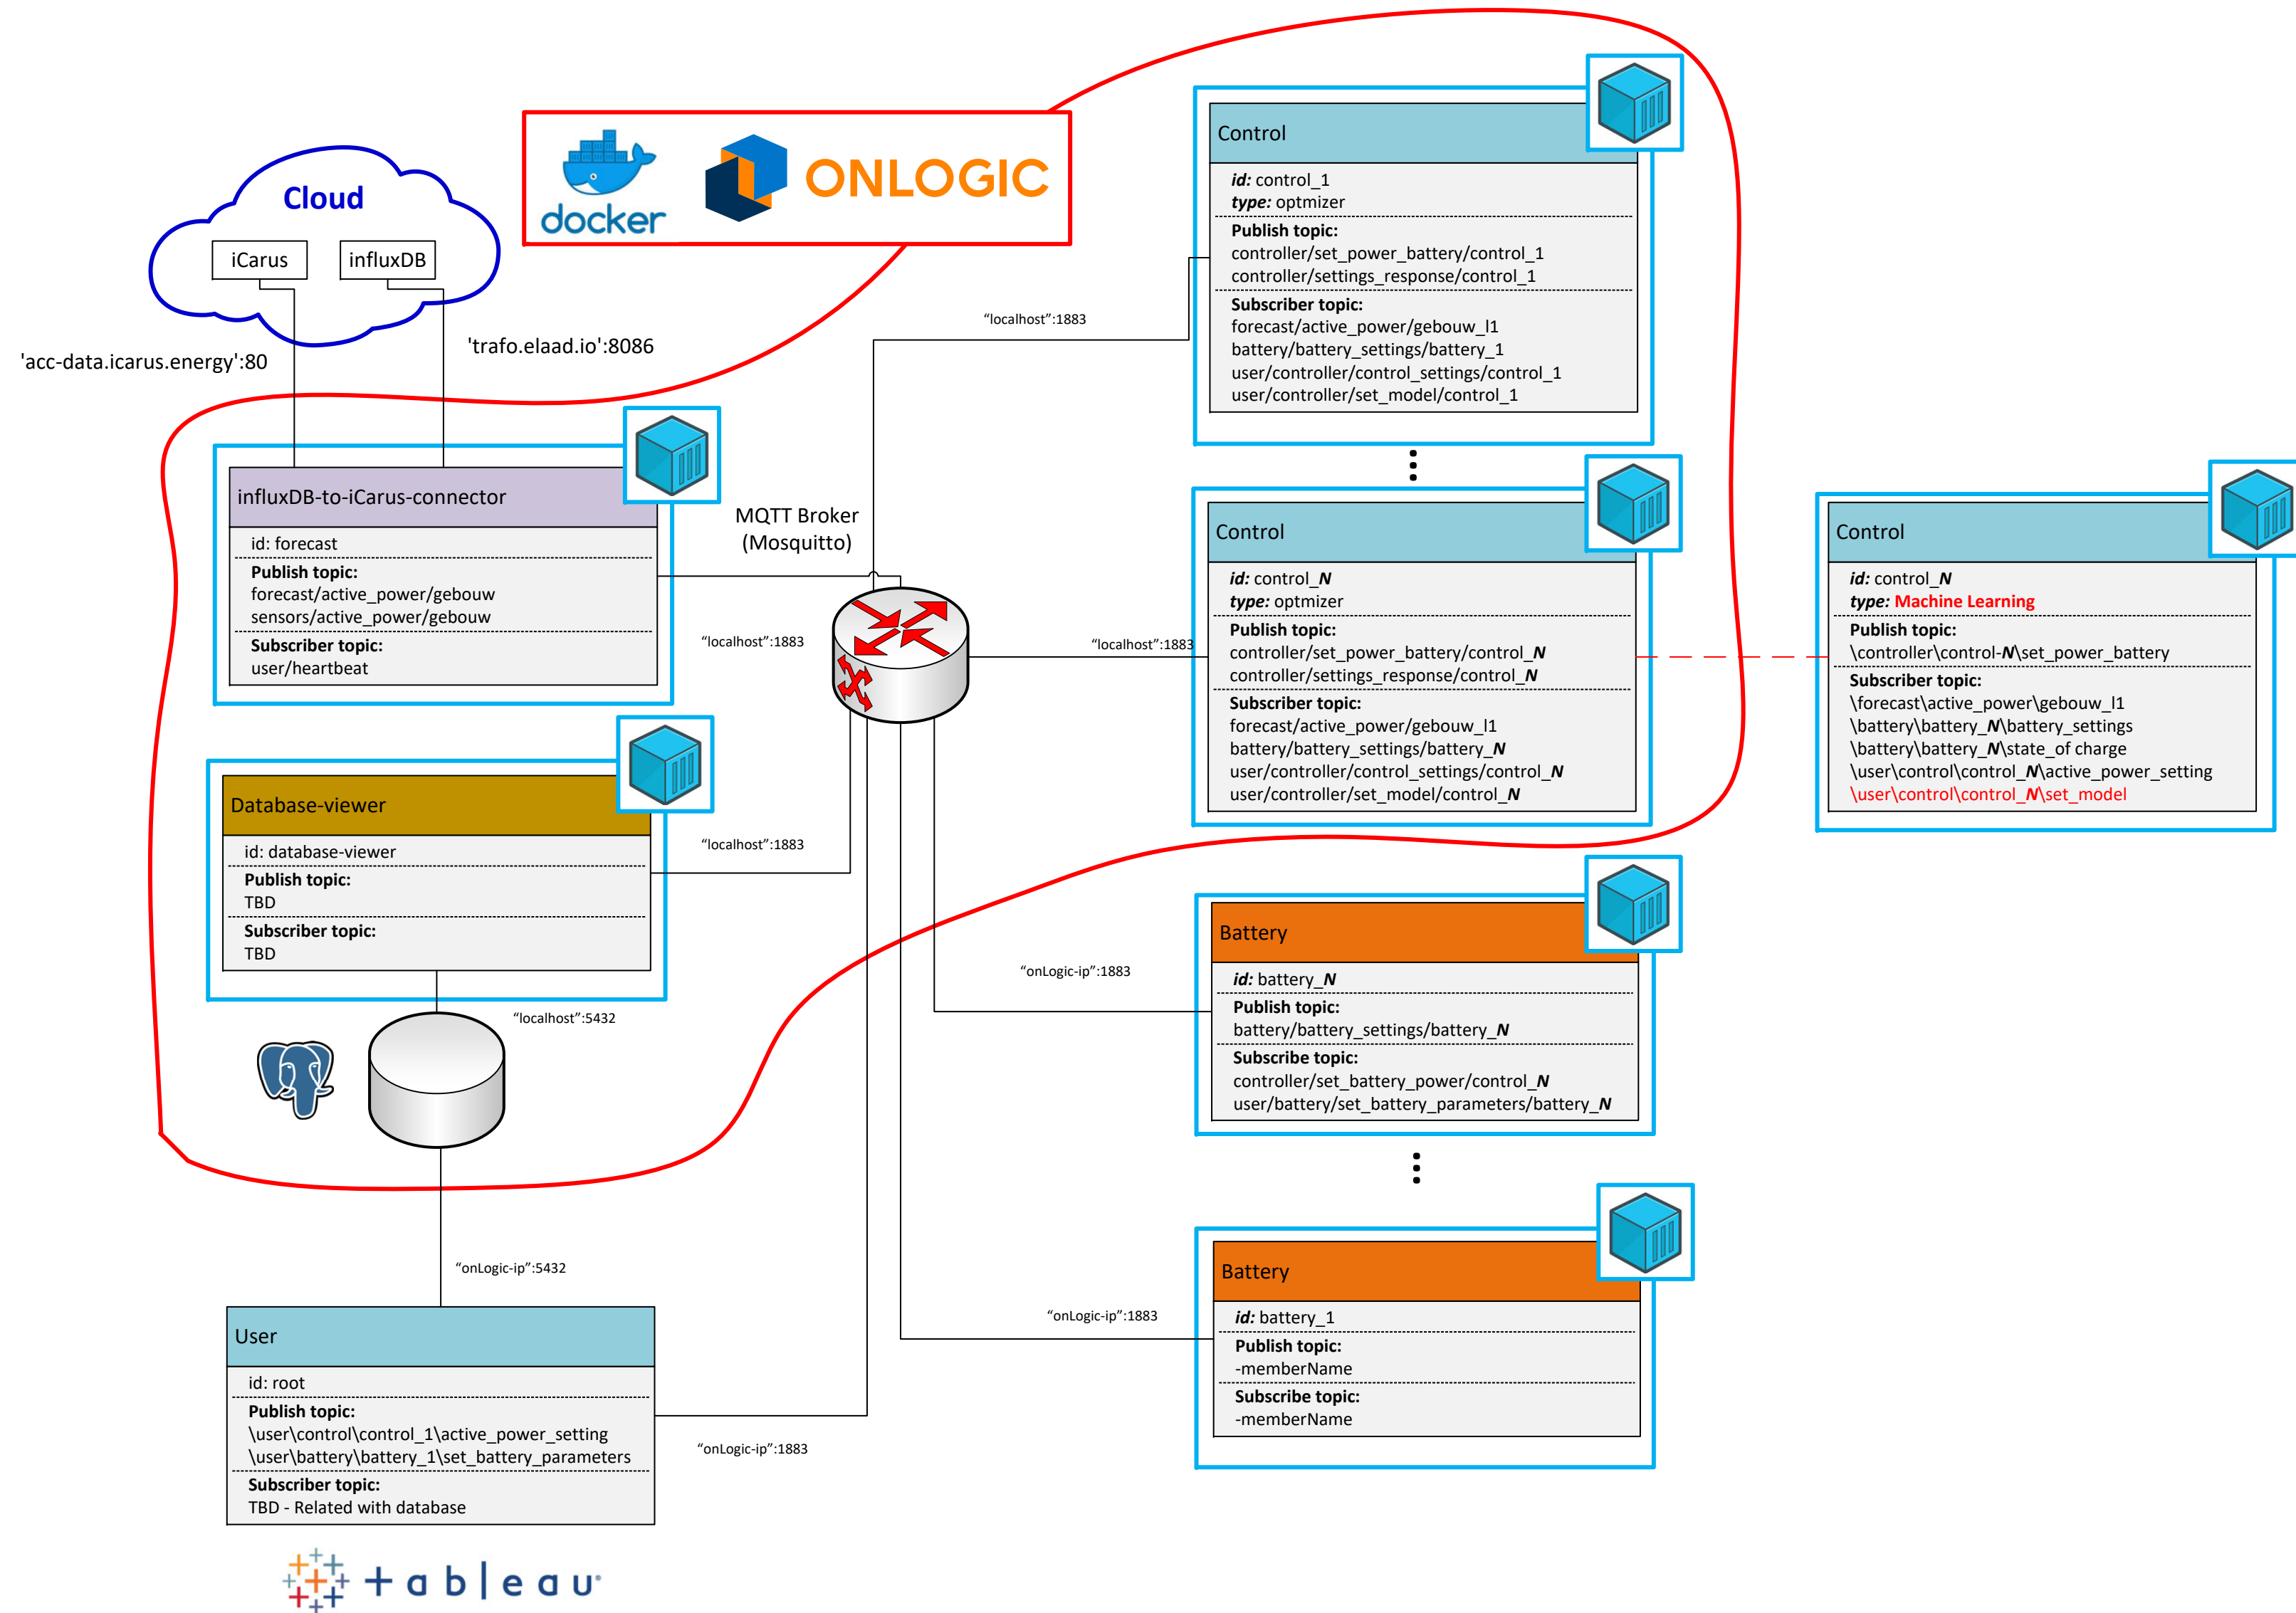 Cloud
iCarus
influxDB
'acc-data.icarus.energy':80
'trafo.elaad.io':8086
docker
ONLOGIC
influxDB-to-iCarus-connector
id: forecast
Publish topic:
forecast/active_power/gebouw
sensors/active_power/gebouw
Subscriber topic:
user/heartbeat
MQTT Broker
(Mosquitto)
“localhost”:1883
Database-viewer
id: database-viewer
Publish topic:
TBD
Subscriber topic:
TBD
“localhost”:1883
“localhost”:5432
“onLogic-ip”:5432
User
id: root
Publish topic:
\user\control\control_1\active_power_setting
\user\battery\battery_1\set_battery_parameters
Subscriber topic:
TBD - Related with database
“onLogic-ip”:1883
+ableau
“localhost”:1883
Control
id: control_1
type: optmizer
Publish topic:
controller/set_power_battery/control_1
controller/settings_response/control_1
Subscriber topic:
forecast/active_power/gebouw_l1
battery/battery_settings/battery_1
user/controller/control_settings/control_1
user/controller/set_model/control_1
“localhost”:1883
Control
id: control_N
type: optmizer
Publish topic:
controller/set_power_battery/control_N
controller/settings_response/control_N
Subscriber topic:
forecast/active_power/gebouw_l1
battery/battery_settings/battery_N
user/controller/control_settings/control_N
user/controller/set_model/control_N
Control
id: control_N
type: Machine Learning
Publish topic:
\controller\control-N\set_power_battery
Subscriber topic:
\forecast\active_power\gebouw_l1
\battery\battery_N\battery_settings
\battery\battery_N\state_of charge
\user\control\control_N\active_power_setting
\user\control\control_N\set_model
“onLogic-ip”:1883
Battery
id: battery_N
Publish topic:
battery/battery_settings/battery_N
Subscribe topic:
controller/set_battery_power/control_N
user/battery/set_battery_parameters/battery_N
“onLogic-ip”:1883
Battery
id: battery_1
Publish topic:
-memberName
Subscribe topic:
-memberName